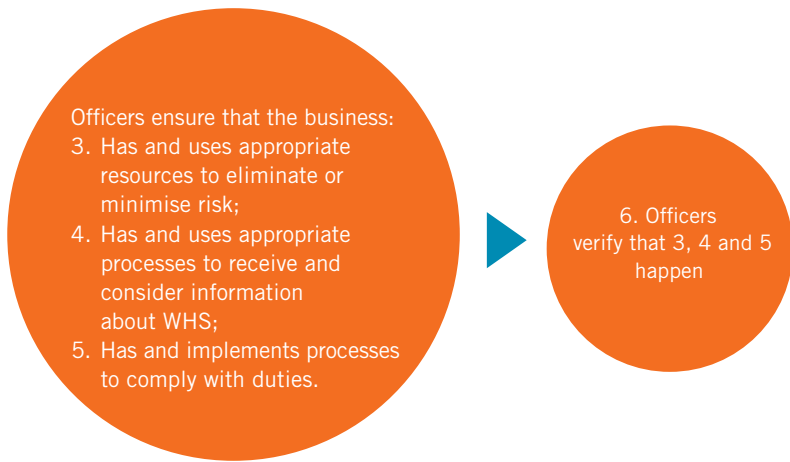 Officers ensure that the business:
3. Has and uses appropriate
resources to eliminate or
minimise risk;
4. Has and uses appropriate
processes to receive and
consider information
about WHS;
5. Has and implements processes
to comply with duties.
6. Officers
verify that 3, 4 and 5
happen